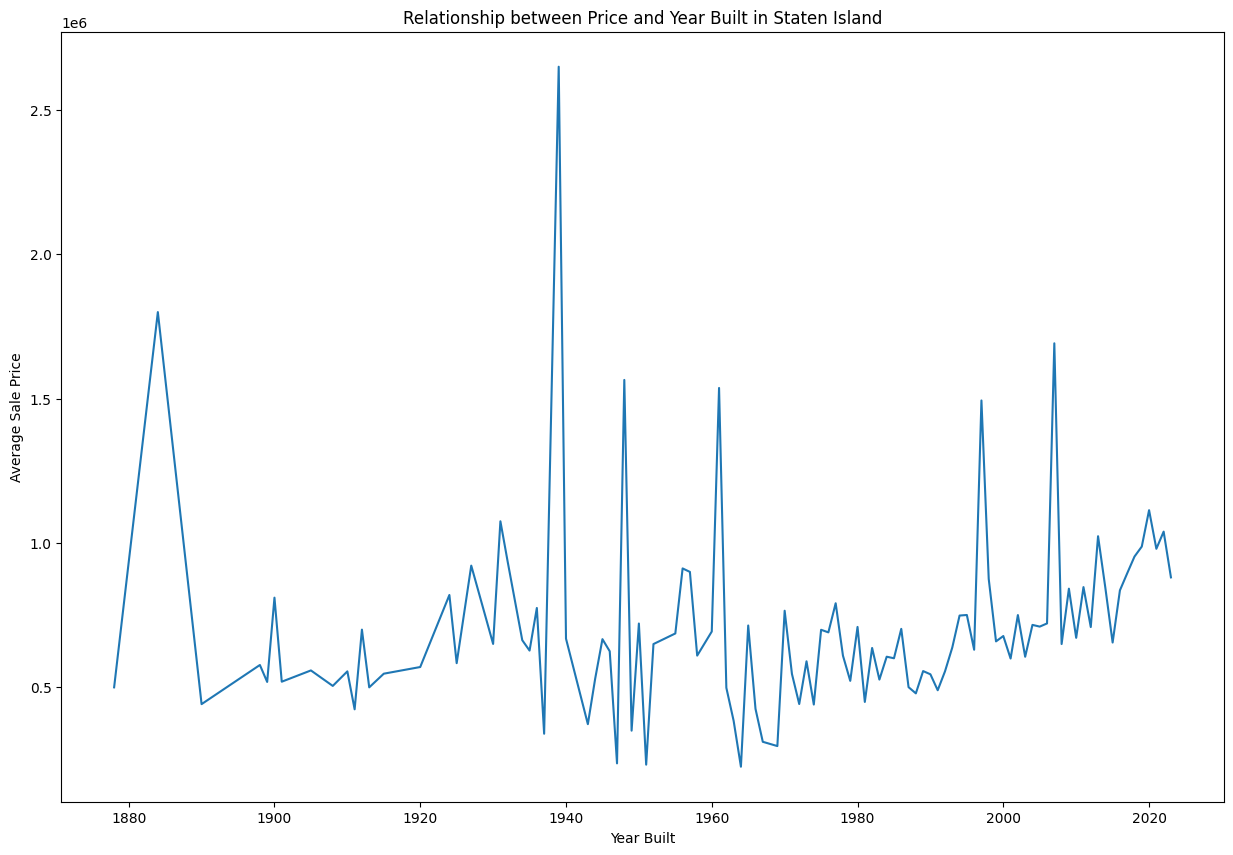 Relationship between Price and Year Built in Staten Island
1e6
2.5
2.0
1.5
1.0
0.5
Average Sale Price
1880 1900 1920 1940 1960 1980 2000 2020
Year Built